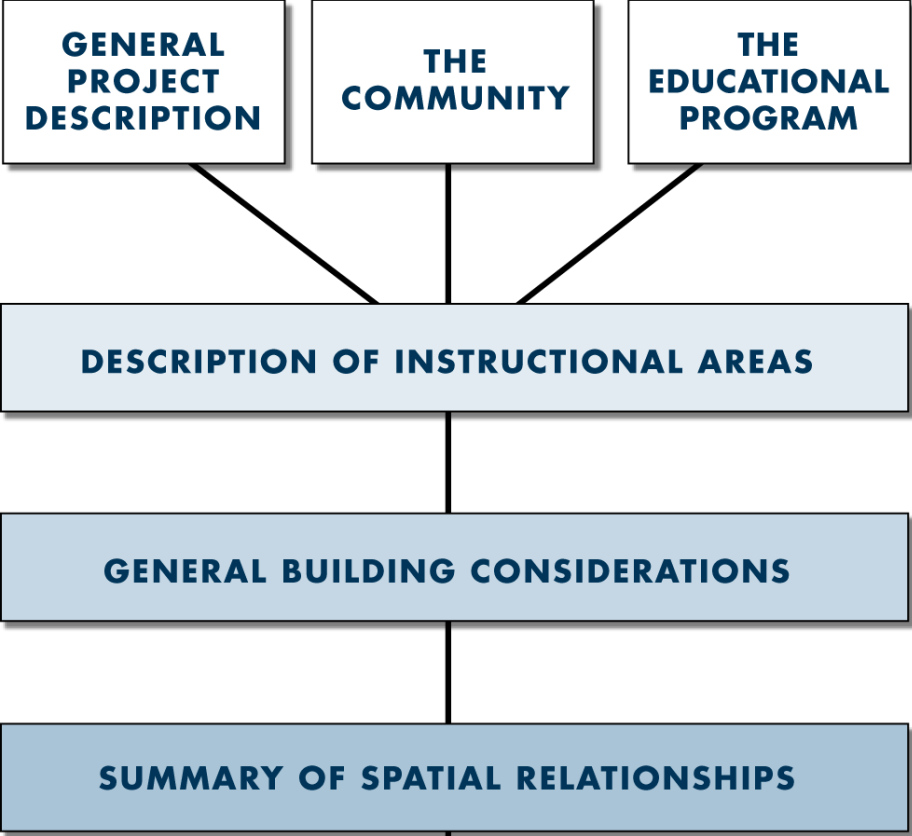 GENERAL
PROJECT
DESCRIPTION
THE
COMMUNITY
THE
EDUCATIONAL
PROGRAM
DESCRIPTION OF INSTRUCTIONAL AREAS
GENERAL BUILDING CONSIDERATIONS
SUMMARY OF SPATIAL RELATIONSHIPS